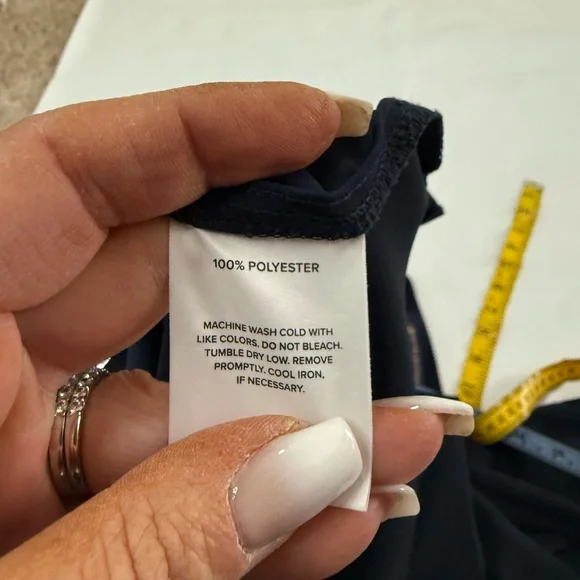 100% POLYESTER
MACHINE WASH COLD WITH
LIKE COLORS. DO NOT BLEACH.
TUMBLE DRY LOW. REMOVE
PROMPTLY. COOL IRON,
IF NECESSARY.